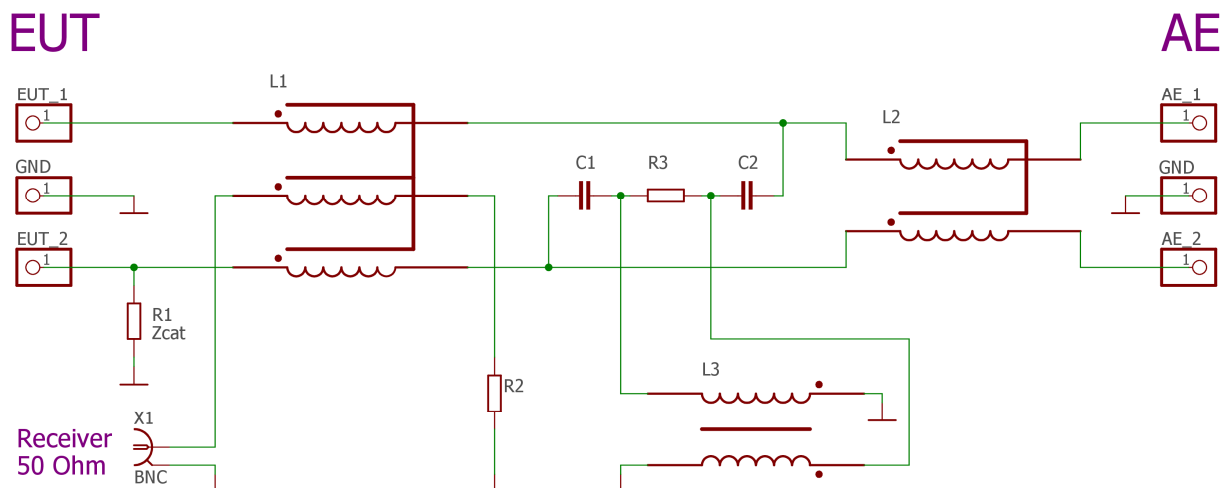 EUT
AE
L1
EUT_1
1
AE_1
1
L2
C1
R3
C2
GND
1
GND
1
EUT_2
1
AE_2
1
R1
Zcat
L3
R2
X1
Receiver
50 Ohm
BNC